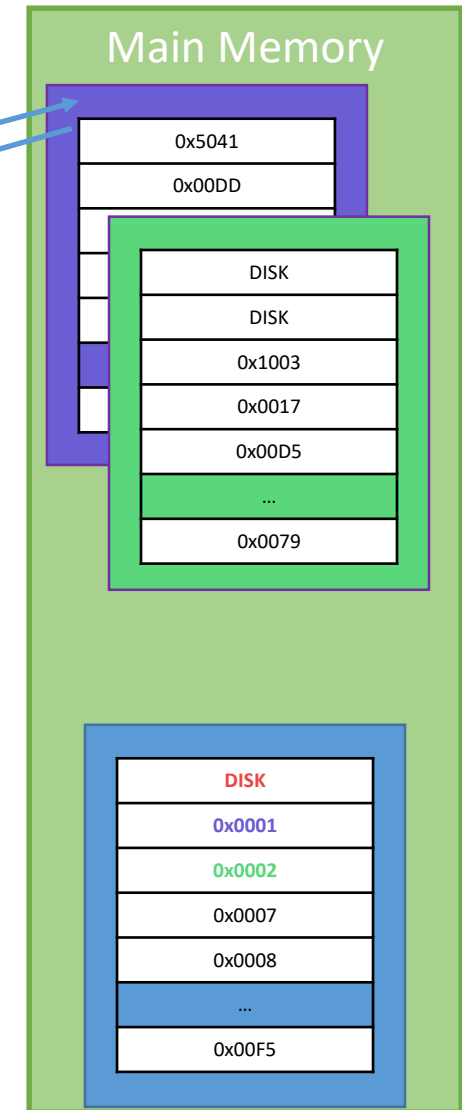 Main Memory
0x5041
0x00DD
DISK
DISK
0x1003
0x0017
0x00D5
...
0x0079
DISK
0x0001
0x0002
0x0007
0x0008
...
0x00F5